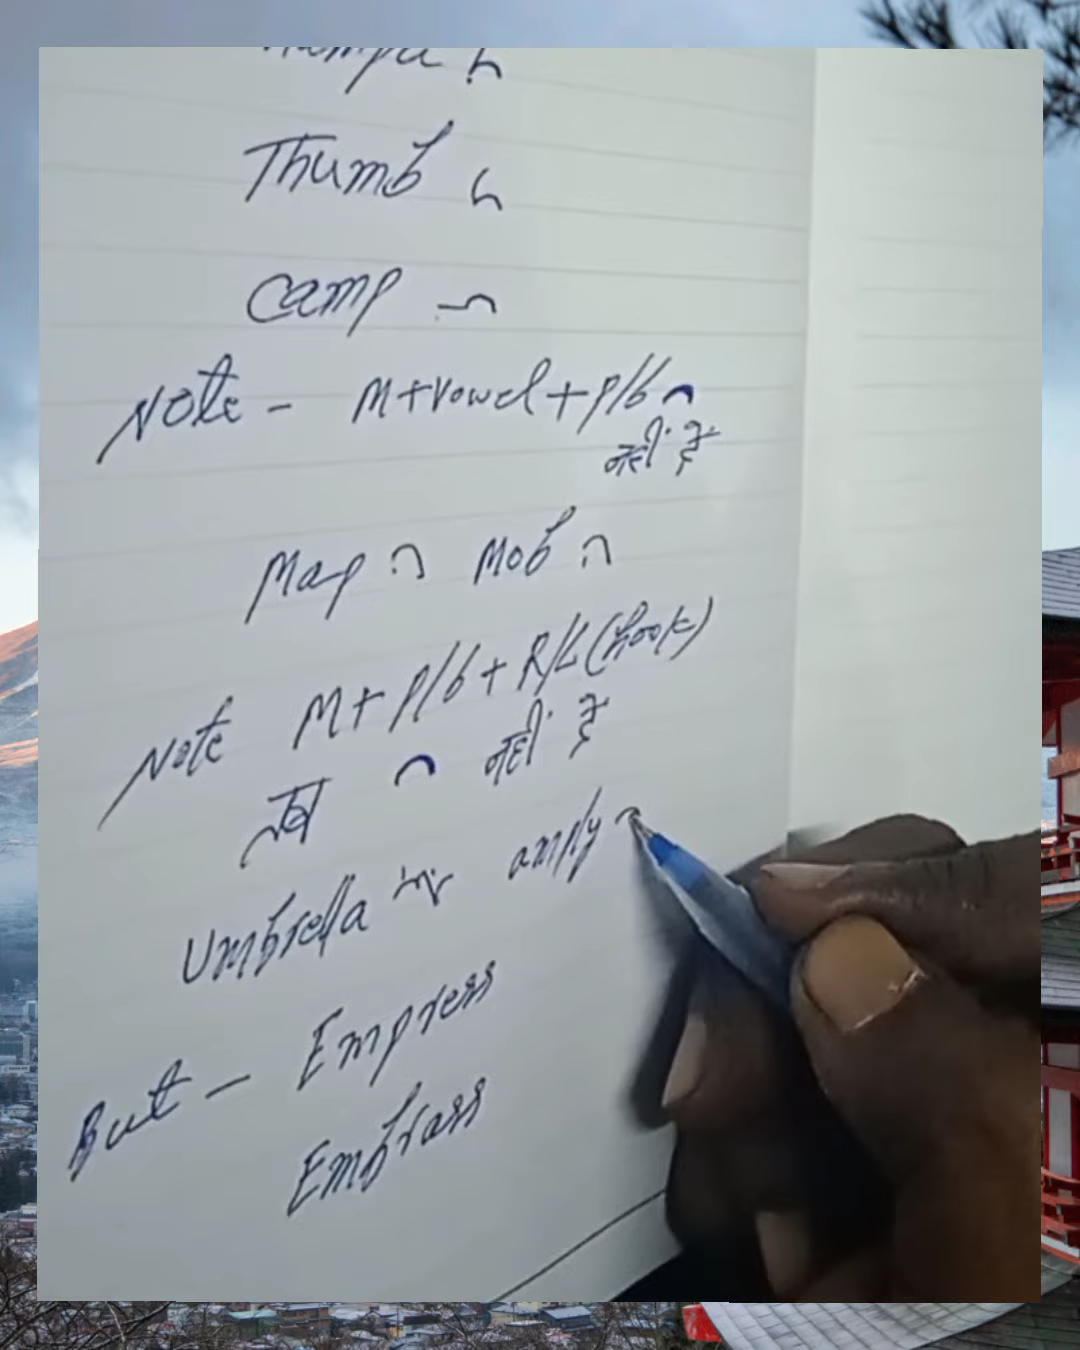 Thumb
Camp
Note - M+Vowel+P/b
नहीं है
Map Mob
Note M+P/b+R/L(hook)
तब नहीं है
Umbrella amply
But - Empress
Embrass